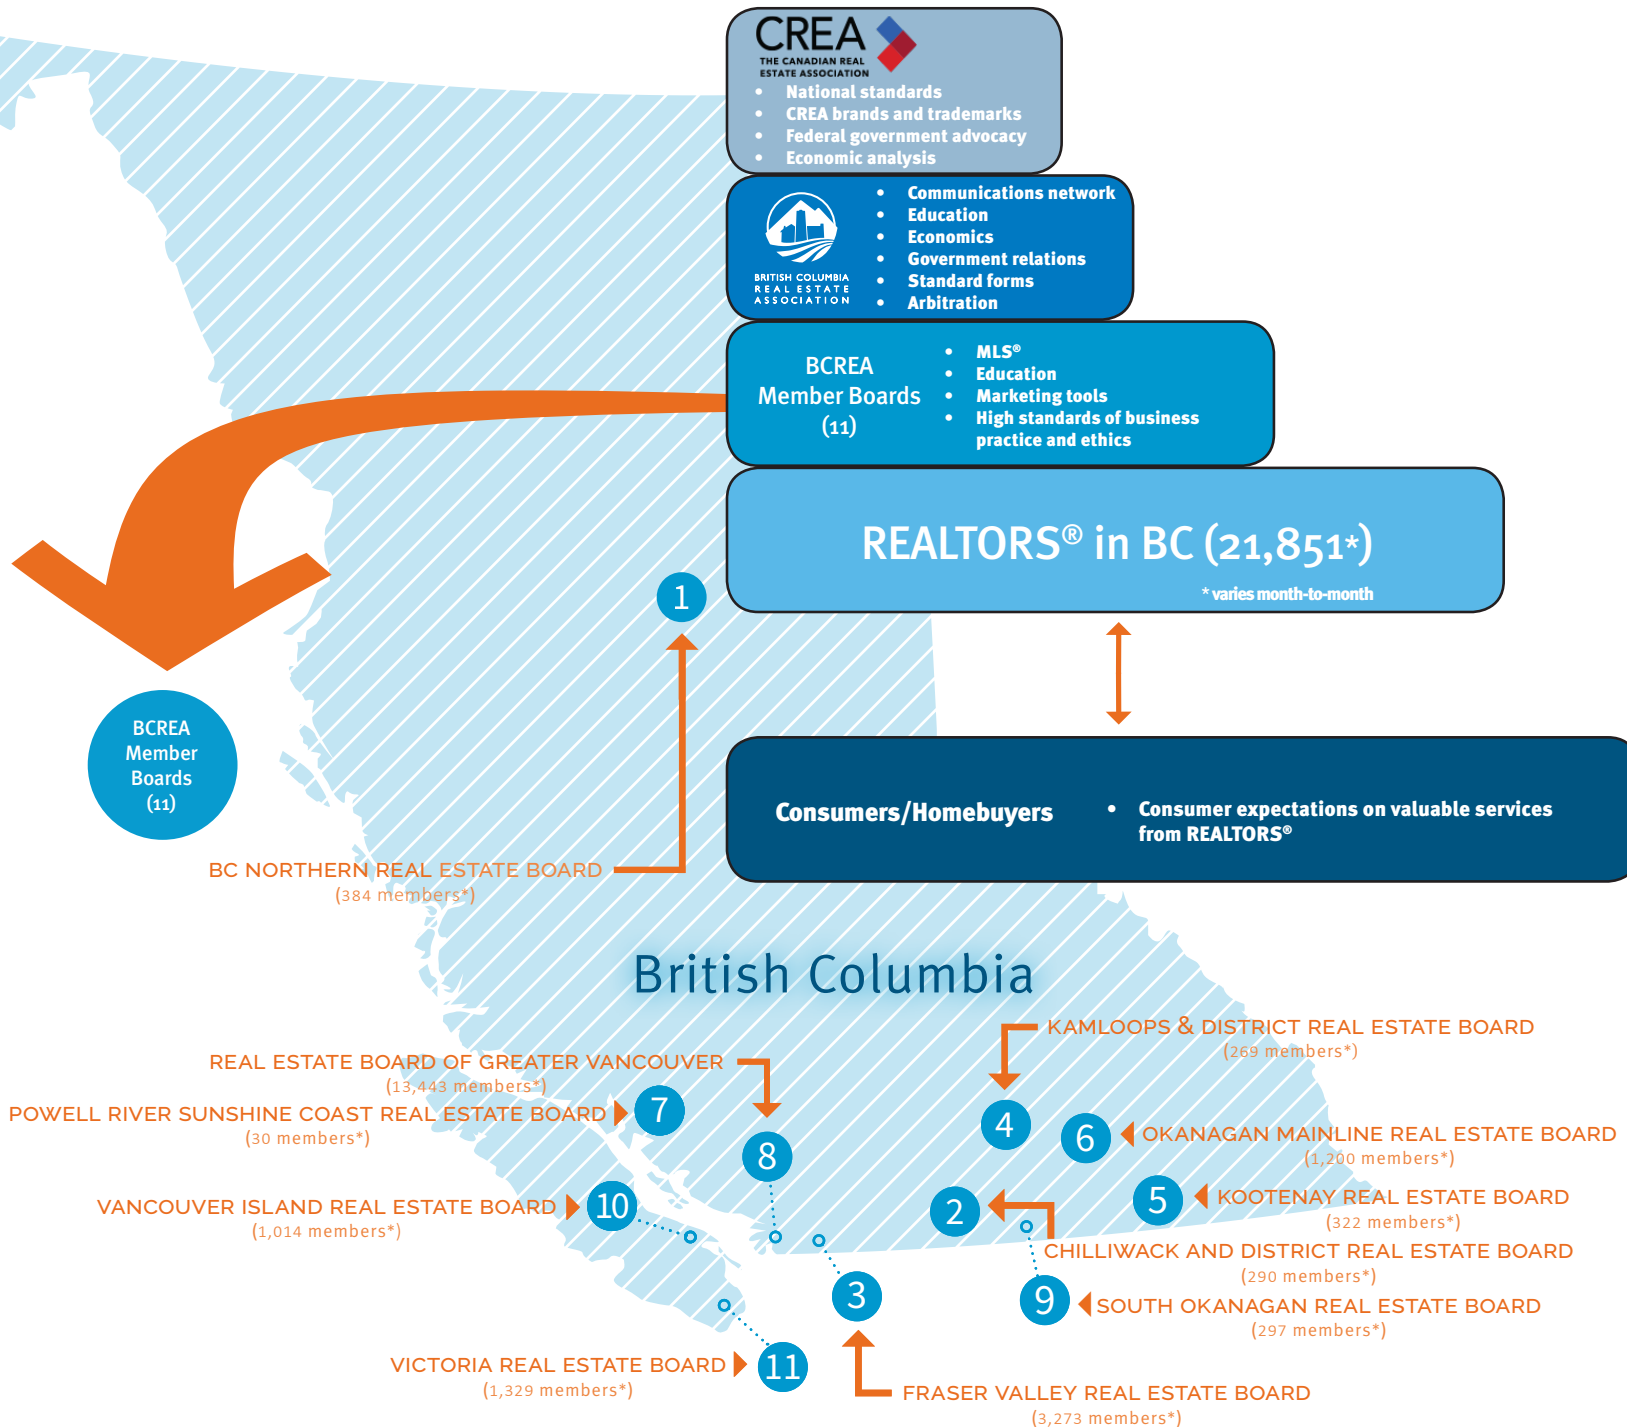 CREA
THE CANADIAN REAL
ESTATE ASSOCIATION
• National standards
• CREA brands and trademarks
• Federal government advocacy
• Economic analysis
BRITISH COLUMBIA
REAL ESTATE
ASSOCIATION
• Communications network
• Education
• Economics
• Government relations
• Standard forms
• Arbitration
BCREA
Member Boards
(11)
• MLS®
• Education
• Marketing tools
• High standards of business
practice and ethics
REALTORS® in BC (21,851*)
* varies month-to-month
1
BCREA
Member
Boards
(11)
Consumers/Homebuyers
• Consumer expectations on valuable services
from REALTORS®
BC NORTHERN REAL ESTATE BOARD
(384 members*)
British Columbia
KAMLOOPS & DISTRICT REAL ESTATE BOARD
(269 members*)
REAL ESTATE BOARD OF GREATER VANCOUVER
(13,443 members*)
POWELL RIVER SUNSHINE COAST REAL ESTATE BOARD
(30 members*)
7
8
4
6
OKANAGAN MAINLINE REAL ESTATE BOARD
(1,200 members*)
VANCOUVER ISLAND REAL ESTATE BOARD
(1,014 members*)
10
2
5
KOOTENAY REAL ESTATE BOARD
(322 members*)
CHILLIWACK AND DISTRICT REAL ESTATE BOARD
(290 members*)
3
9
SOUTH OKANAGAN REAL ESTATE BOARD
(297 members*)
VICTORIA REAL ESTATE BOARD
(1,329 members*)
11
FRASER VALLEY REAL ESTATE BOARD
(3,273 members*)